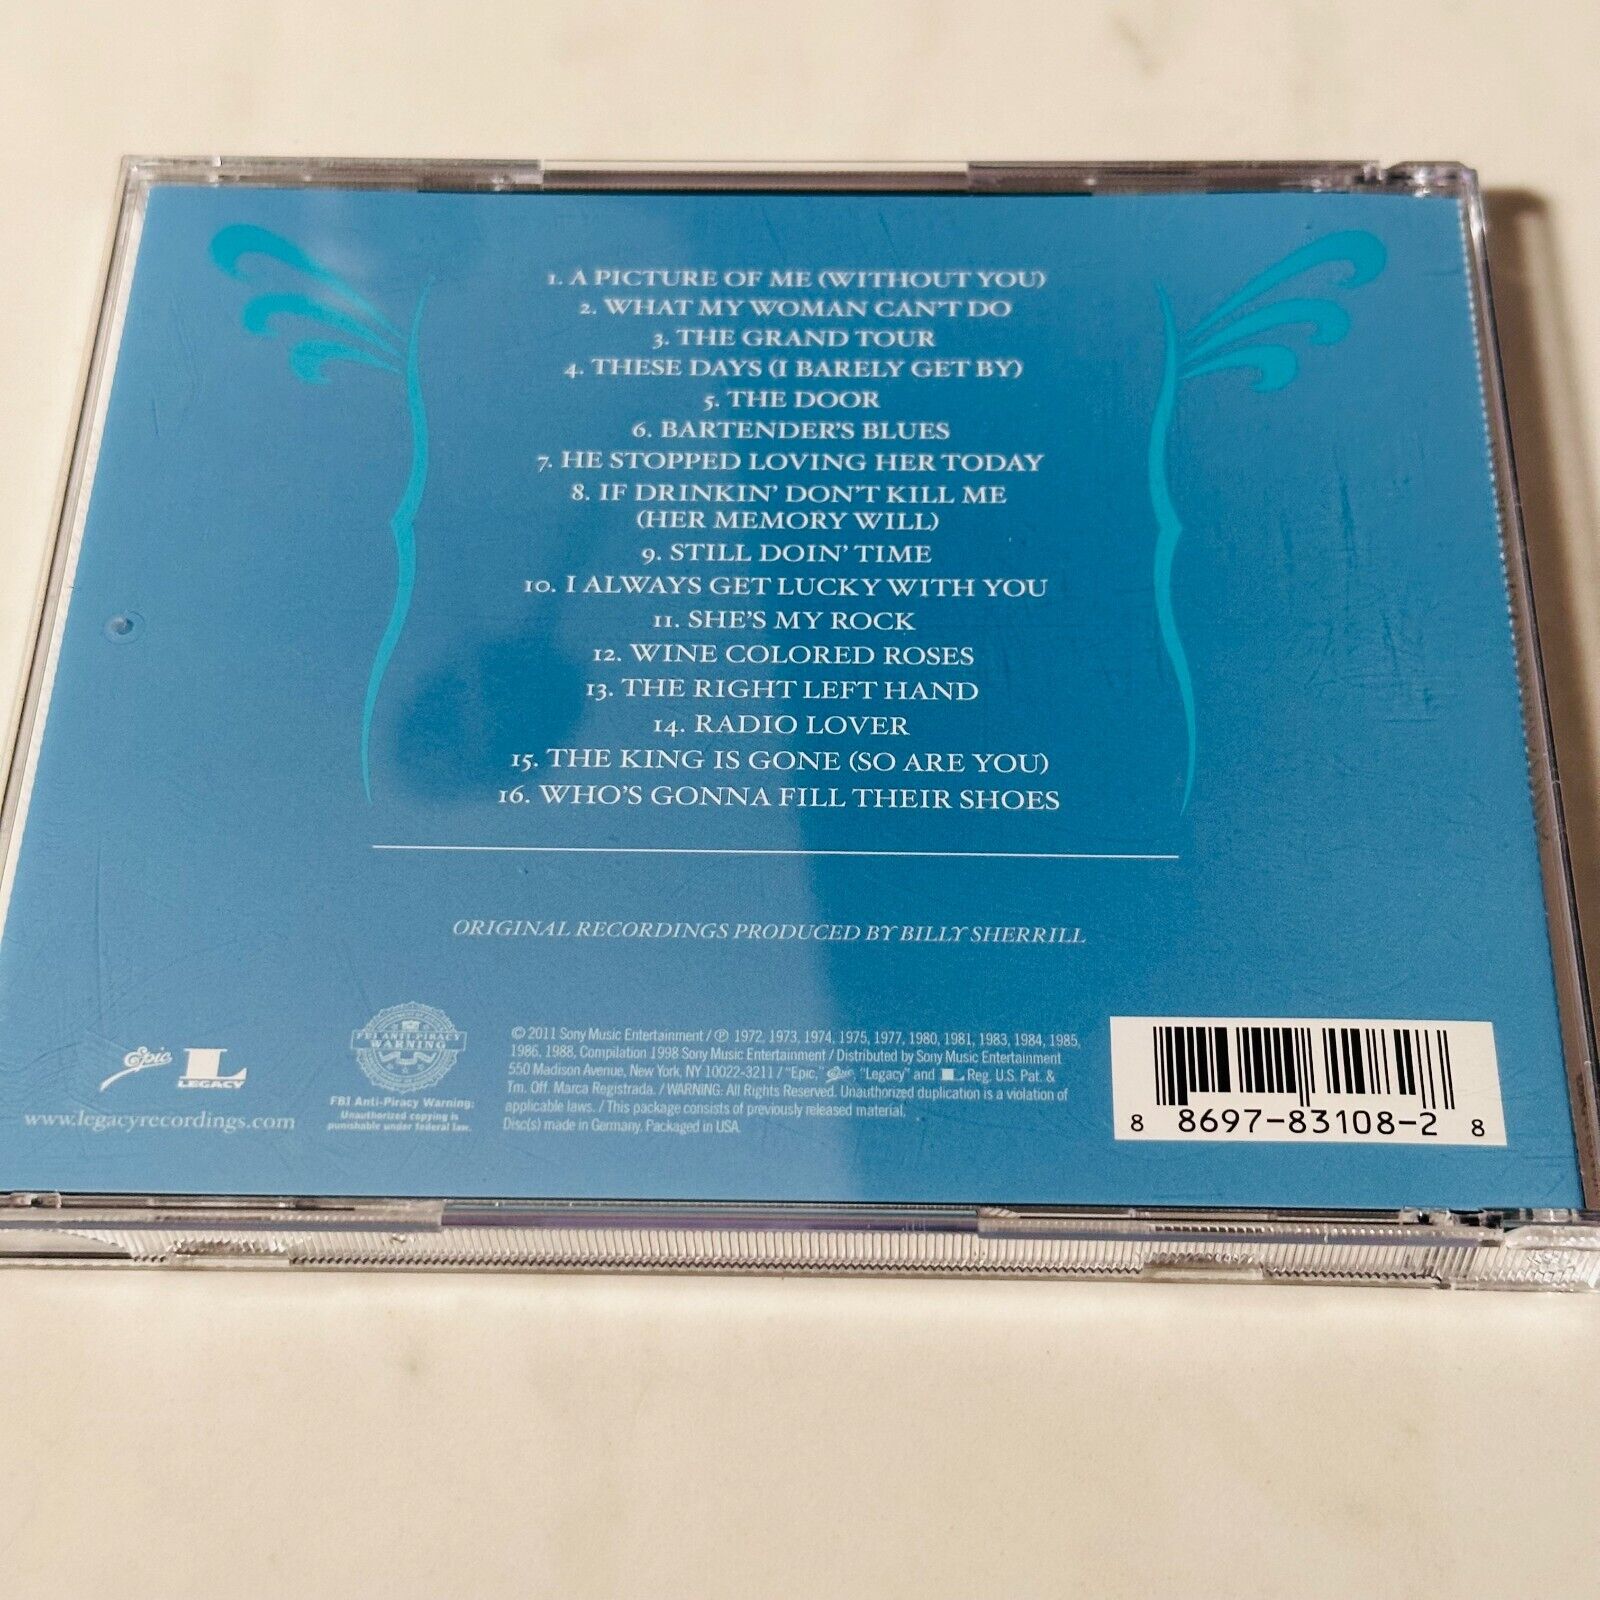 1. A PICTURE OF ME (WITHOUT YOU)
2. WHAT MY WOMAN CAN'T DO
3. THE GRAND TOUR
4. THESE DAYS (I BARELY GET BY)
5. THE DOOR
6. BARTENDER'S BLUES
7. HE STOPPED LOVING HER TODAY
8. IF DRINKIN' DON'T KILL ME
(HER MEMORY WILL)
9. STILL DOIN' TIME
10. I ALWAYS GET LUCKY WITH YOU
11. SHE'S MY ROCK
12. WINE COLORED ROSES
13. THE RIGHT LEFT HAND
14. RADIO LOVER
15. THE KING IS GONE (SO ARE YOU)
16. WHO'S GONNA FILL THEIR SHOES
ORIGINAL RECORDINGS PRODUCED BY BILLY SHERRILL
Epic
L
LEGACY
www.legacyrecordings.com
FBI ANTI-PIRACY
WARNING
FBI Anti-Piracy Warning:
Unauthorized copying is
punishable under federal law.
© 2011 Sony Music Entertainment / ℗ 1972, 1973, 1974, 1975, 1977, 1980, 1981, 1983, 1984, 1985,
1986, 1988, Compilation 1998 Sony Music Entertainment / Distributed by Sony Music Entertainment
550 Madison Avenue, New York, NY 10022-3211 / "Epic," Epic, "Legacy" and L Reg. U.S. Pat. &
Tm. Off. Marca Registrada. / WARNING: All Rights Reserved. Unauthorized duplication is a violation of
applicable laws. / This package consists of previously released material.
Disc(s) made in Germany. Packaged in USA.
8 8697-83108-2 8